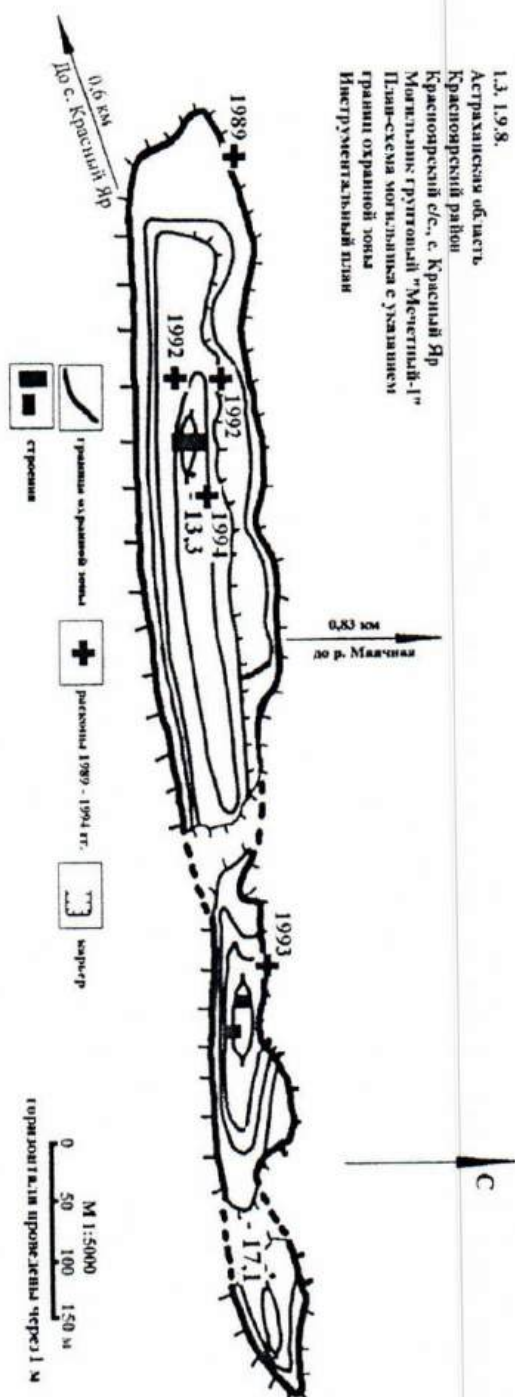 1.3.1.9.8.
Астраханская область
Красноярский район
Красноярский с/с., с. Красный Яр
Могильник грунтовый "Мечетный-I"
План-схема могильника с указанием
границ охранной зоны
Инструментальный план
0,6 км
До с. Красный Яр
1989
1992
1992
1994
13,3
0,83 км
до р. Маячная
1993
С
17,1
граница охранной зоны
строения
раскопы 1989 - 1994 гг.
карьер
М 1:5000
0 50 100 150 м
горизонтали проведены через 1 м